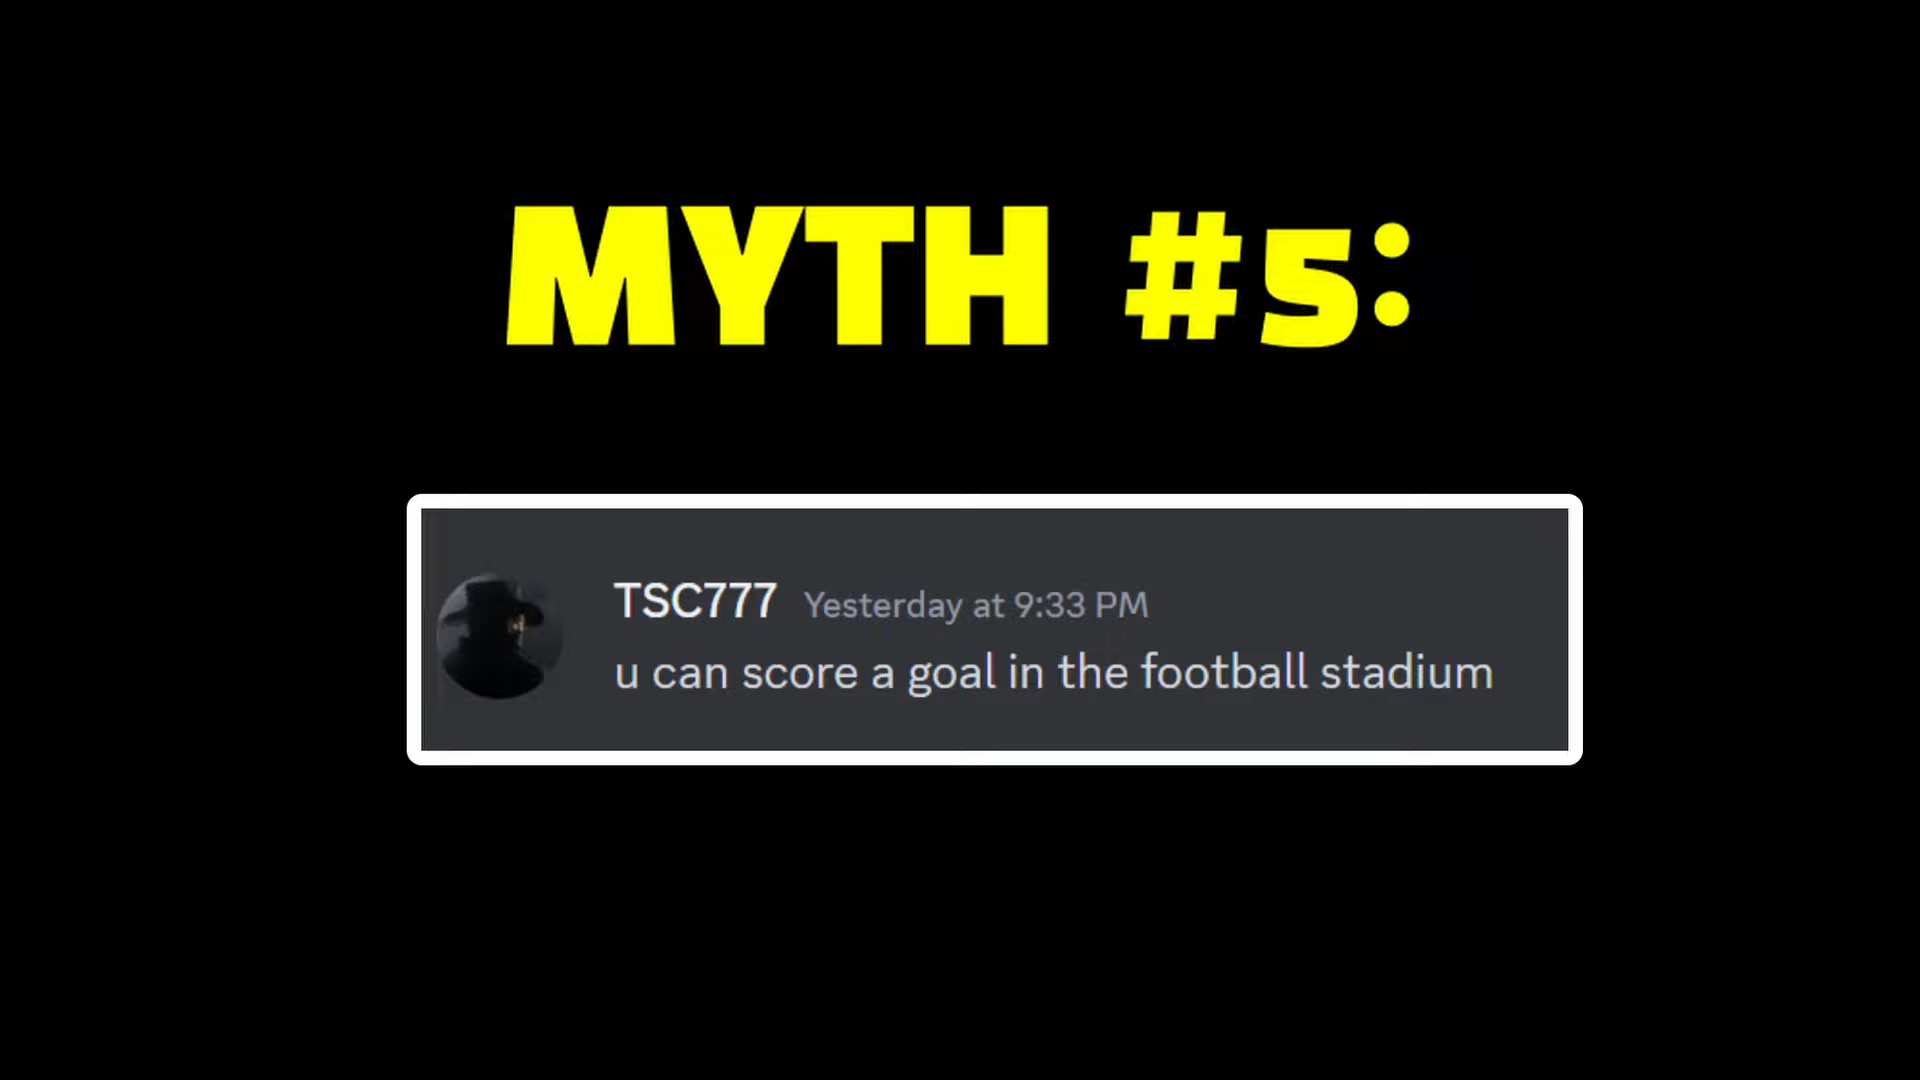 MYTH #5:
TSC777 Yesterday at 9:33 PM
u can score a goal in the football stadium